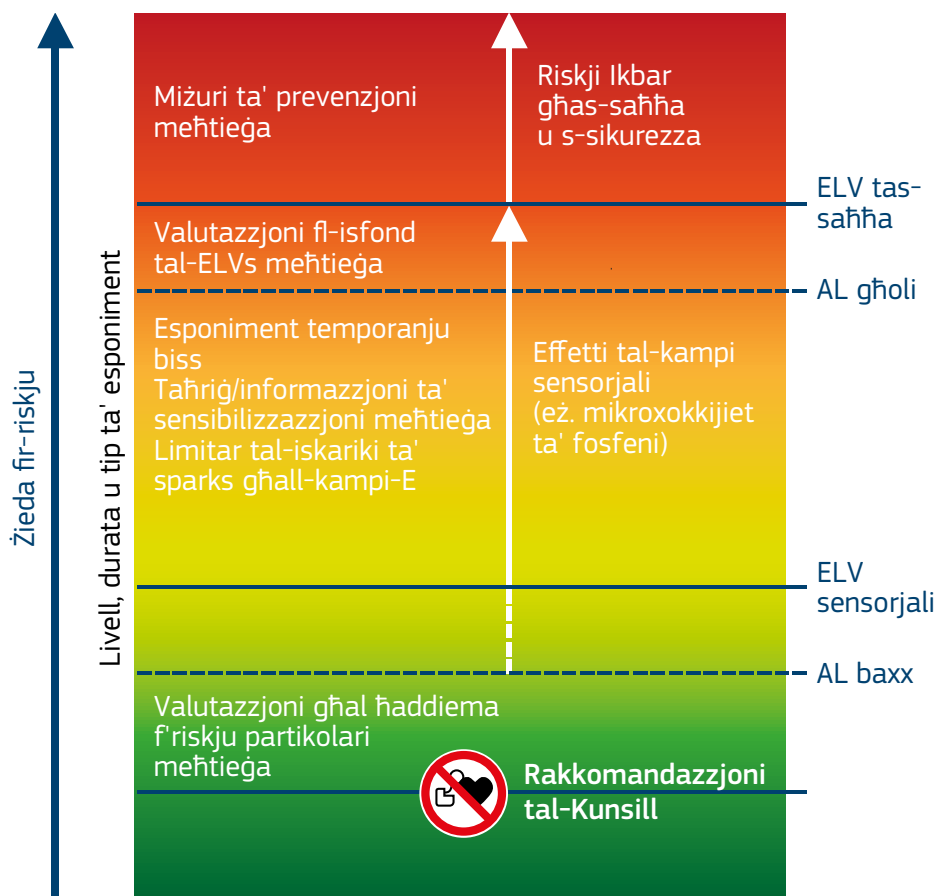 Żieda fir-riskju
Livell, durata u tip ta' esponiment
Miżuri ta' prevenzjoni
meħtieġa
Riskji Ikbar
għas-saħħa
u s-sikurezza
ELV tas-
saħħa
Valutazzjoni fl-isfond
tal-ELVs meħtieġa
AL għoli
Esponiment temporanju
biss
Taħriġ/informazzjoni ta'
sensibilizzazzjoni meħtieġa
Limitar tal-iskariki ta'
sparks għall-kampi-E
Effetti tal-kampi
sensorjali
(eż. mikroxokkijiet
ta' fosfeni)
ELV
sensorjali
AL baxx
Valutazzjoni għal ħaddiema
f'riskju partikolari
meħtieġa
Rakkomandazzjoni
tal-Kunsill